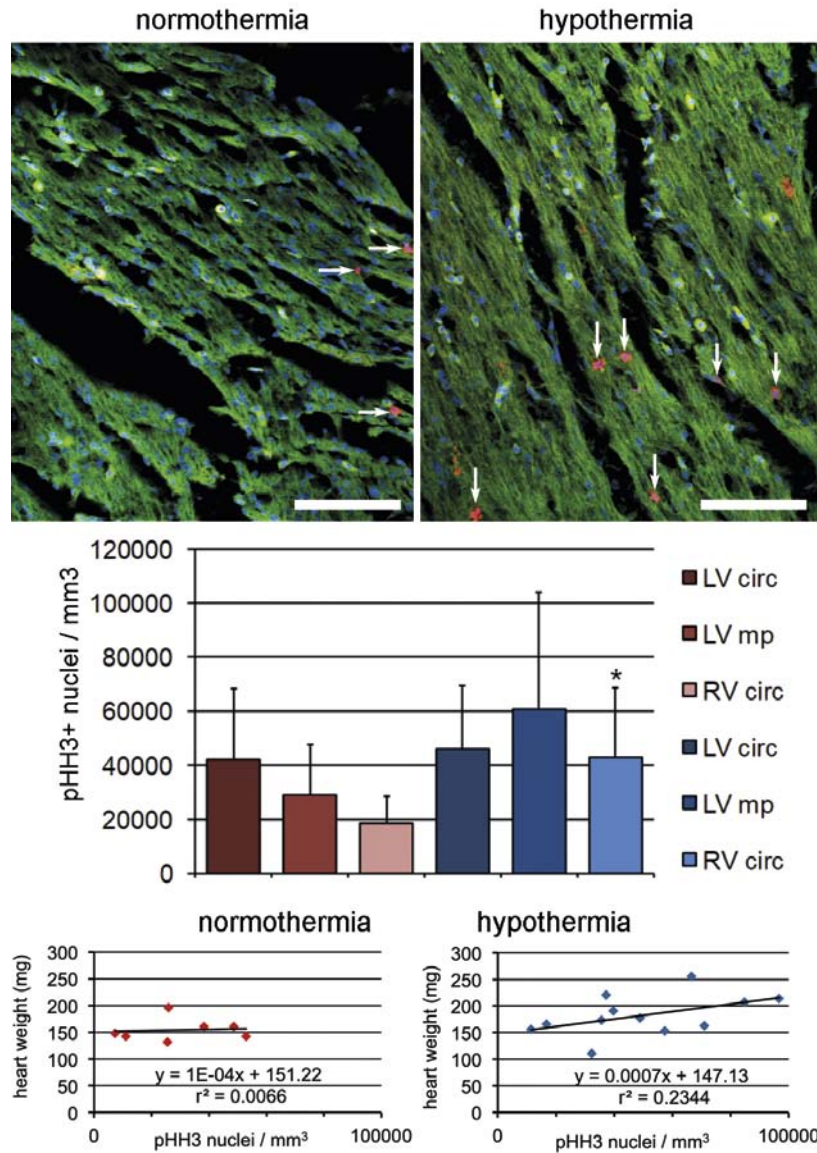 normothermia
hypothermia
pHH3+ nuclei / mm3
120000
100000
80000
60000
40000
20000
0
*
LV circ
LV mp
RV circ
LV circ
LV mp
RV circ
normothermia
heart weight (mg)
300
250
200
150
100
50
0
y = 1E-04x + 151.22
r² = 0.0066
0
100000
pHH3 nuclei / mm³
hypothermia
heart weight (mg)
300
250
200
150
100
50
0
y = 0.0007x + 147.13
r² = 0.2344
0
100000
pHH3 nuclei / mm³